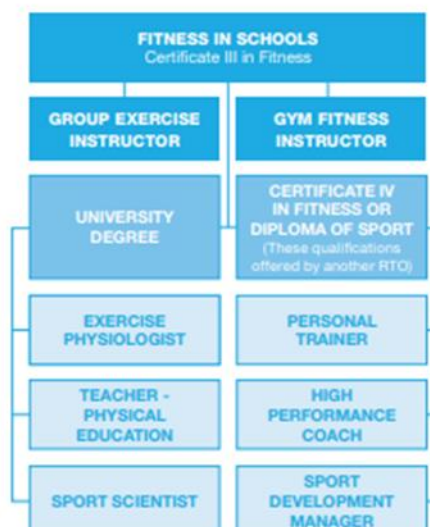 FITNESS IN SCHOOLS
Certificate III in Fitness
GROUP EXERCISE
INSTRUCTOR
GYM FITNESS
INSTRUCTOR
UNIVERSITY
DEGREE
CERTIFICATE IV
IN FITNESS OR
DIPLOMA OF SPORT
(These qualifications
offered by another RTO)
EXERCISE
PHYSIOLOGIST
PERSONAL
TRAINER
TEACHER -
PHYSICAL
EDUCATION
HIGH
PERFORMANCE
COACH
SPORT SCIENTIST
SPORT
DEVELOPMENT
MANAGER